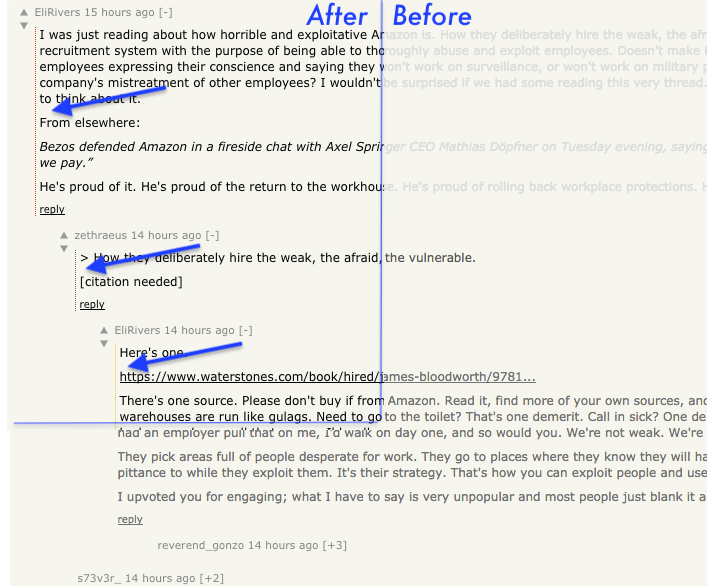 After Before
EliRivers 15 hours ago [-]
I was just reading about how horrible and exploitative Amazon is. How they deliberately hire the weak, the afr
recruitment system with the purpose of being able to thoroughly abuse and exploit employees. Doesn't make
employees expressing their conscience and saying they won't work on surveillance, or won't work on military p
company's mistreatment of other employees? I wouldn't be surprised if we had some reading this very thread.
to think about it.
From elsewhere:
Bezos defended Amazon in a fireside chat with Axel Springer CEO Mathias Döpfner on Tuesday evening, saying
we pay.”
He's proud of it. He's proud of the return to the workhouse. He's proud of rolling back workplace protections. H
reply
zethraeus 14 hours ago [-]
> How they deliberately hire the weak, the afraid, the vulnerable.
[citation needed]
reply
EliRivers 14 hours ago [-]
Here's one.
https://www.waterstones.com/book/hired/james-bloodworth/9781...
There's one source. Please don't buy if from Amazon. Read it, find more of your own sources, and
warehouses are run like gulags. Need to go to the toilet? That's one demerit. Call in sick? One de
had an employer pull that on me, I'd walk on day one, and so would you. We're not weak. We're
They pick areas full of people desperate for work. They go to places where they know they will ha
pittance to while they exploit them. It's their strategy. That's how you can exploit people and use
I upvoted you for engaging; what I have to say is very unpopular and most people just blank it a
reply
reverend_gonzo 14 hours ago [+3]
s73v3r_ 14 hours ago [+2]